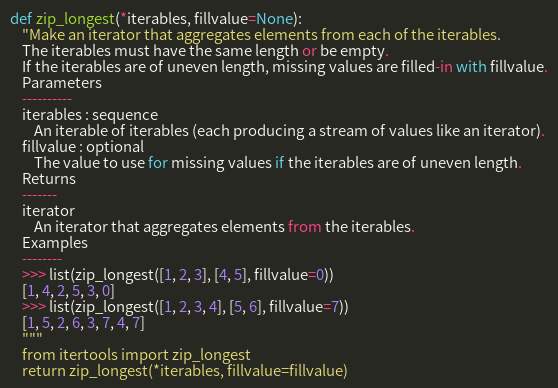 def zip_longest(*iterables, fillvalue=None):
"Make an iterator that aggregates elements from each of the iterables.
The iterables must have the same length or be empty.
If the iterables are of uneven length, missing values are filled-in with fillvalue.
Parameters
----------
iterables : sequence
An iterable of iterables (each producing a stream of values like an iterator).
fillvalue : optional
The value to use for missing values if the iterables are of uneven length.
Returns
-------
iterator
An iterator that aggregates elements from the iterables.
Examples
--------
>>> list(zip_longest([1, 2, 3], [4, 5], fillvalue=0))
[1, 4, 2, 5, 3, 0]
>>> list(zip_longest([1, 2, 3, 4], [5, 6], fillvalue=7))
[1, 5, 2, 6, 3, 7, 4, 7]
"""
from itertools import zip_longest
return zip_longest(*iterables, fillvalue=fillvalue)